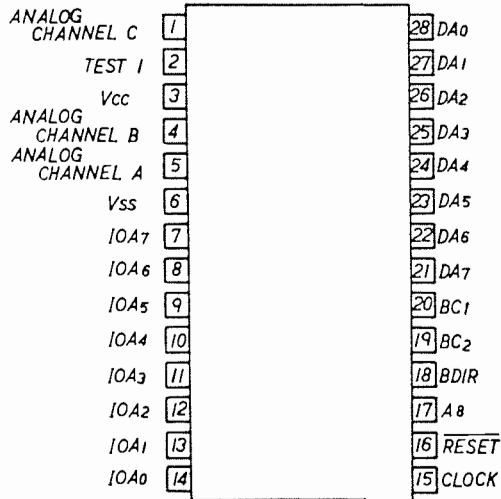 ANALOG
CHANNEL C 1
TEST 1 2
Vcc 3
ANALOG
CHANNEL B 4
ANALOG
CHANNEL A 5
Vss 6
IOA7 7
IOA6 8
IOA5 9
IOA4 10
IOA3 11
IOA2 12
IOA1 13
IOA0 14
28 DA0
27 DA1
26 DA2
25 DA3
24 DA4
23 DA5
22 DA6
21 DA7
20 BC1
19 BC2
18 BDIR
17 A8
16 RESET
15 CLOCK